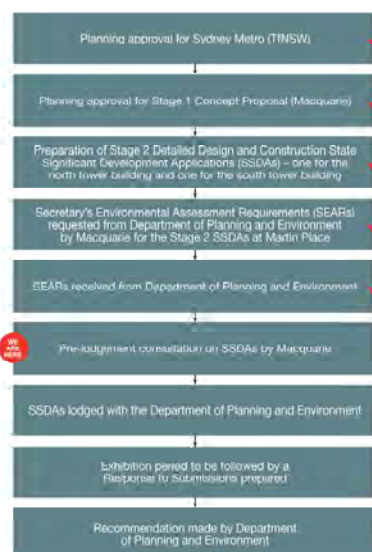 Planning approval for Sydney Metro (TfNSW)
Planning approval for Stage 1 Concept Proposal (Macquarie)
Preparation of Stage 2 Detailed Design and Construction State
Significant Development Applications (SSDAs) – one for the
north tower building and one for the south tower building
Secretary's Environmental Assessment Requirements (SEARs)
requested from Department of Planning and Environment
by Macquarie for the Stage 2 SSDAs at Martin Place
SEARs received from Department of Planning and Environment
WE
ARE
HERE
Pre-lodgement consultation on SSDAs by Macquarie
SSDAs lodged with the Department of Planning and Environment
Exhibition period to be followed by a
Response to Submissions prepared
Recommendation made by Department
of Planning and Environment